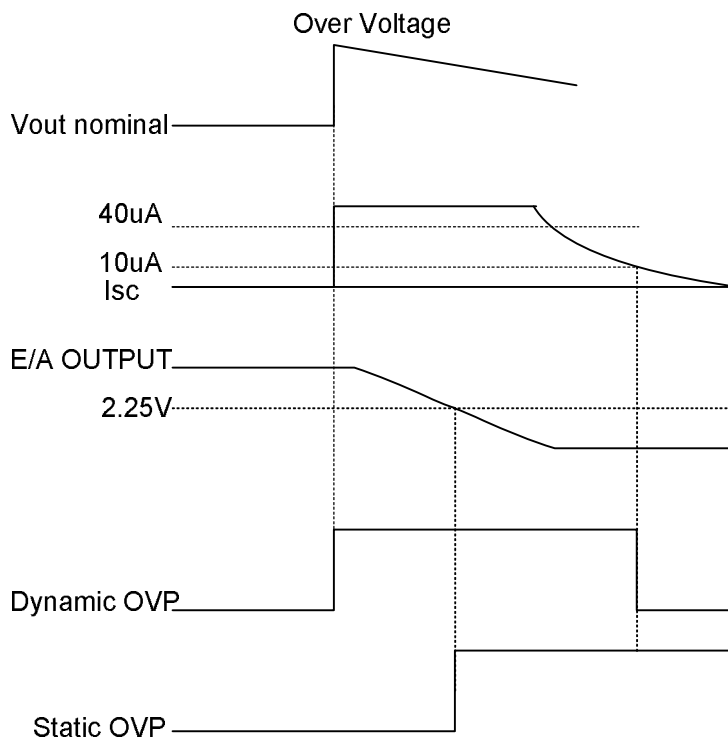 Over Voltage
Vout nominal
40uA
10uA
Isc
E/A OUTPUT
2.25V
Dynamic OVP
Static OVP